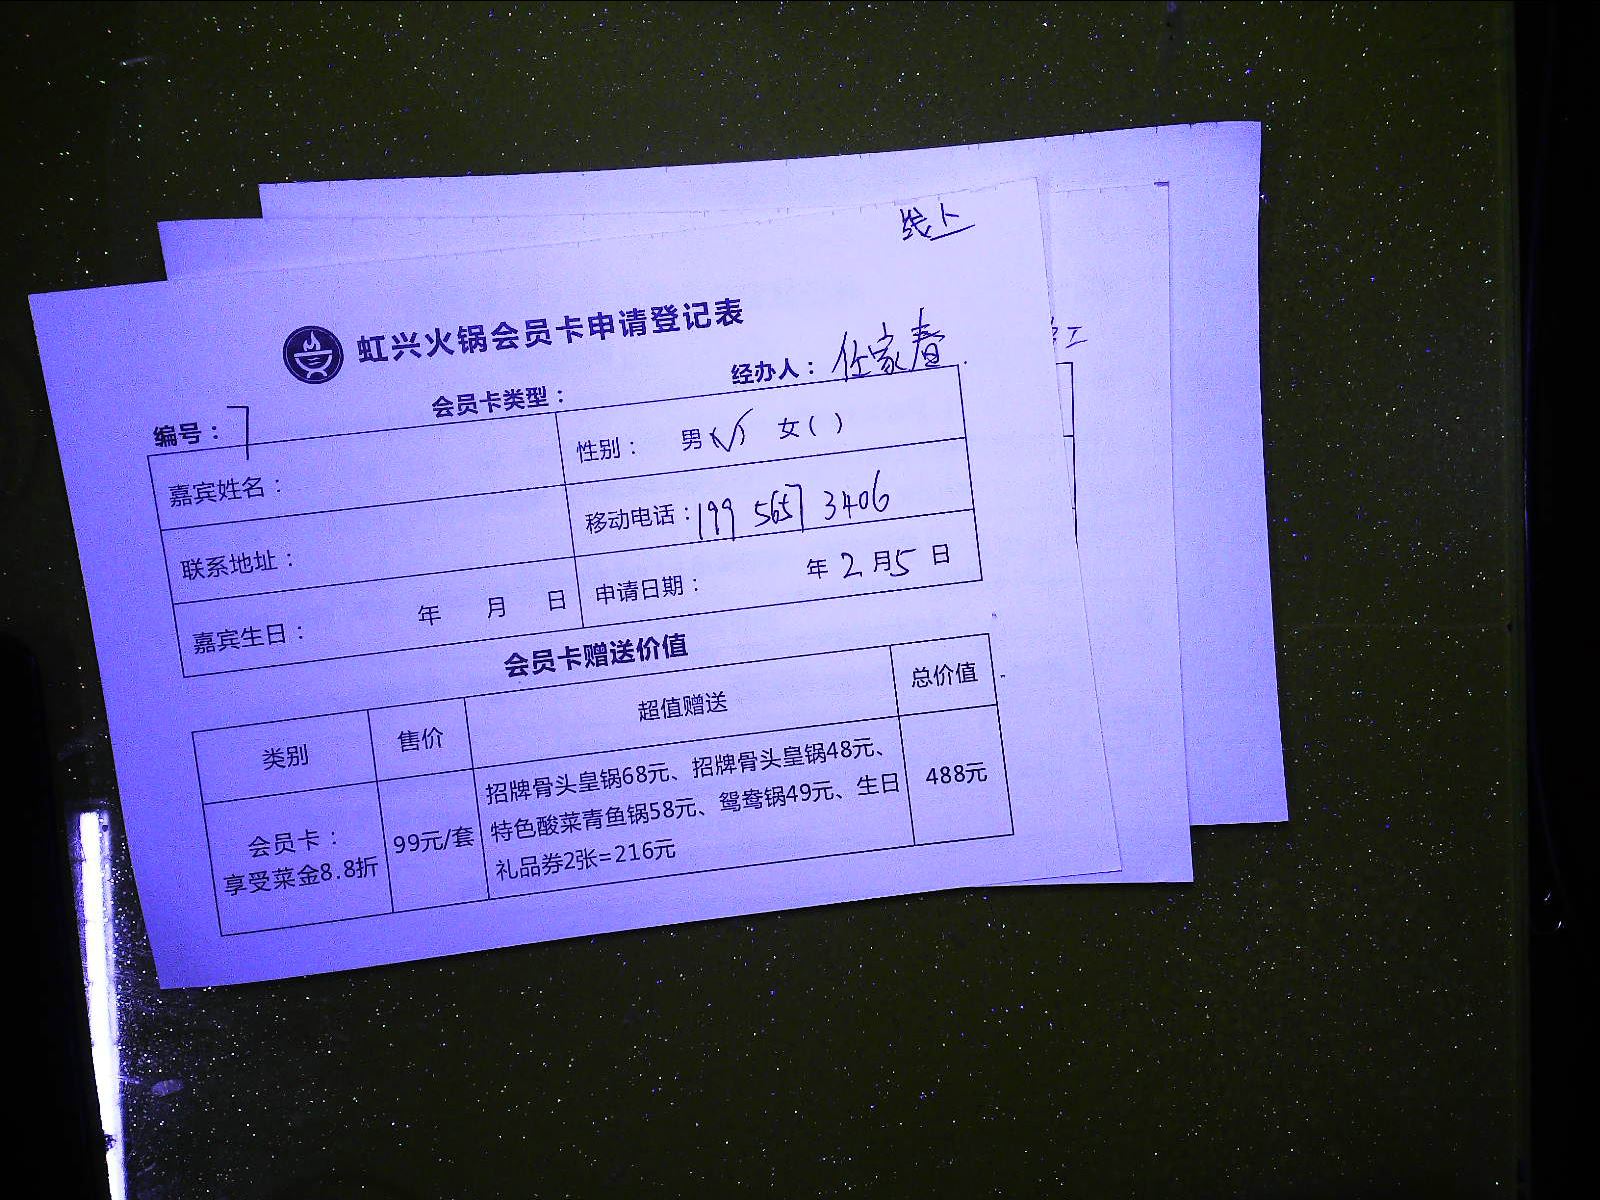 线上
虹兴火锅会员卡申请登记表
编号：7 会员卡类型： 经办人：任家春
嘉宾姓名： 性别： 男(√) 女( )
联系地址： 移动电话：199 5657 3406
嘉宾生日： 年 月 日 申请日期： 年 2 月 5 日
会员卡赠送价值
类别 售价 超值赠送 总价值
会员卡：
享受菜金8.8折
99元/套
招牌骨头皇锅68元、招牌骨头皇锅48元、
特色酸菜青鱼锅58元、鸳鸯锅49元、生日
礼品券2张=216元
488元